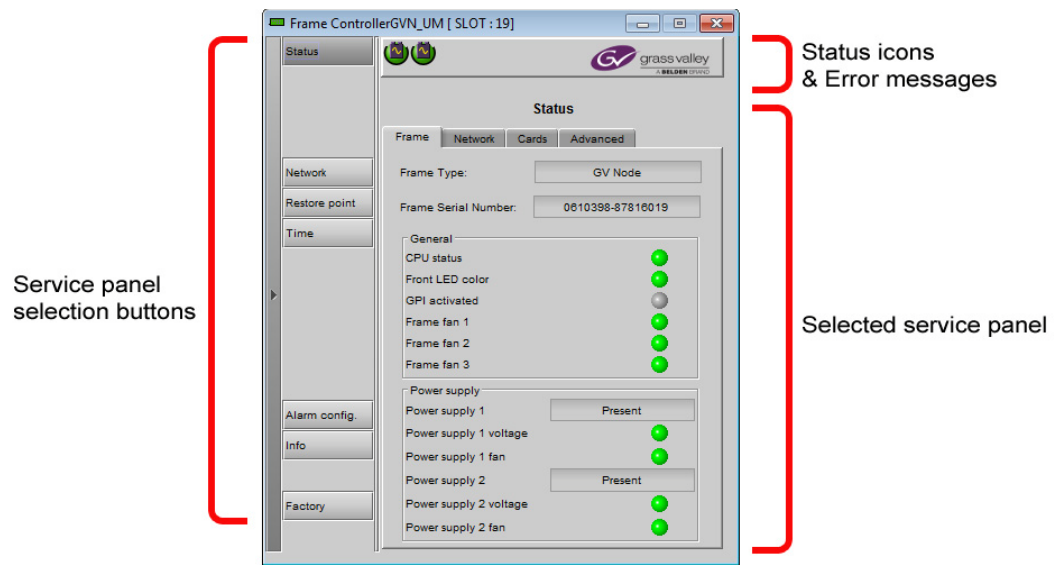 Frame ControllerGVN_UM [ SLOT : 19]
Status
grass valley
A BELDEN BRAND
Status icons
& Error messages
Status
Frame Network Cards Advanced
Network
Restore point
Time
Alarm config.
Info
Factory
Frame Type: GV Node
Frame Serial Number: 0610398-87816019
General
CPU status
Front LED color
GPI activated
Frame fan 1
Frame fan 2
Frame fan 3
Power supply
Power supply 1 Present
Power supply 1 voltage
Power supply 1 fan
Power supply 2 Present
Power supply 2 voltage
Power supply 2 fan
Service panel
selection buttons
Selected service panel